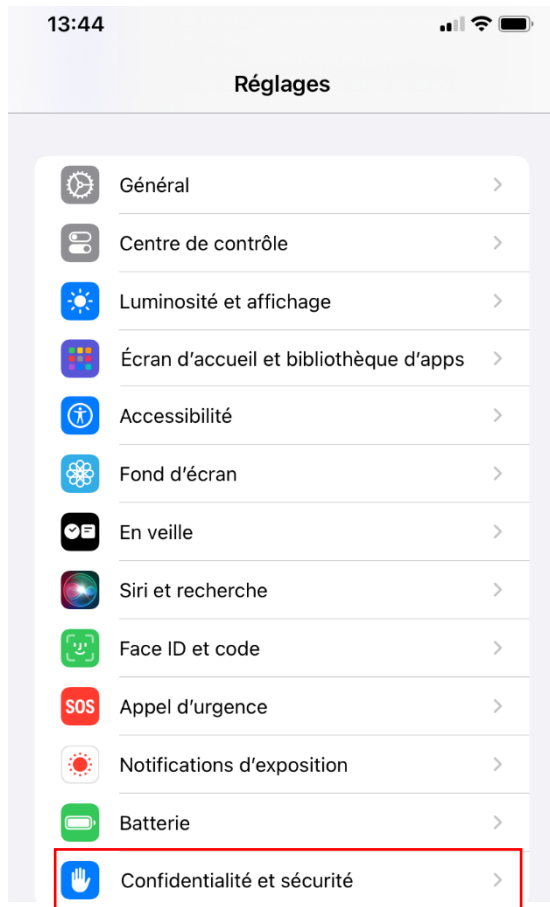 13:44
Réglages
Général
Centre de contrôle
Luminosité et affichage
Écran d'accueil et bibliothèque d'apps
Accessibilité
Fond d'écran
En veille
Siri et recherche
Face ID et code
SOS Appel d'urgence
Notifications d'exposition
Batterie
Confidentialité et sécurité